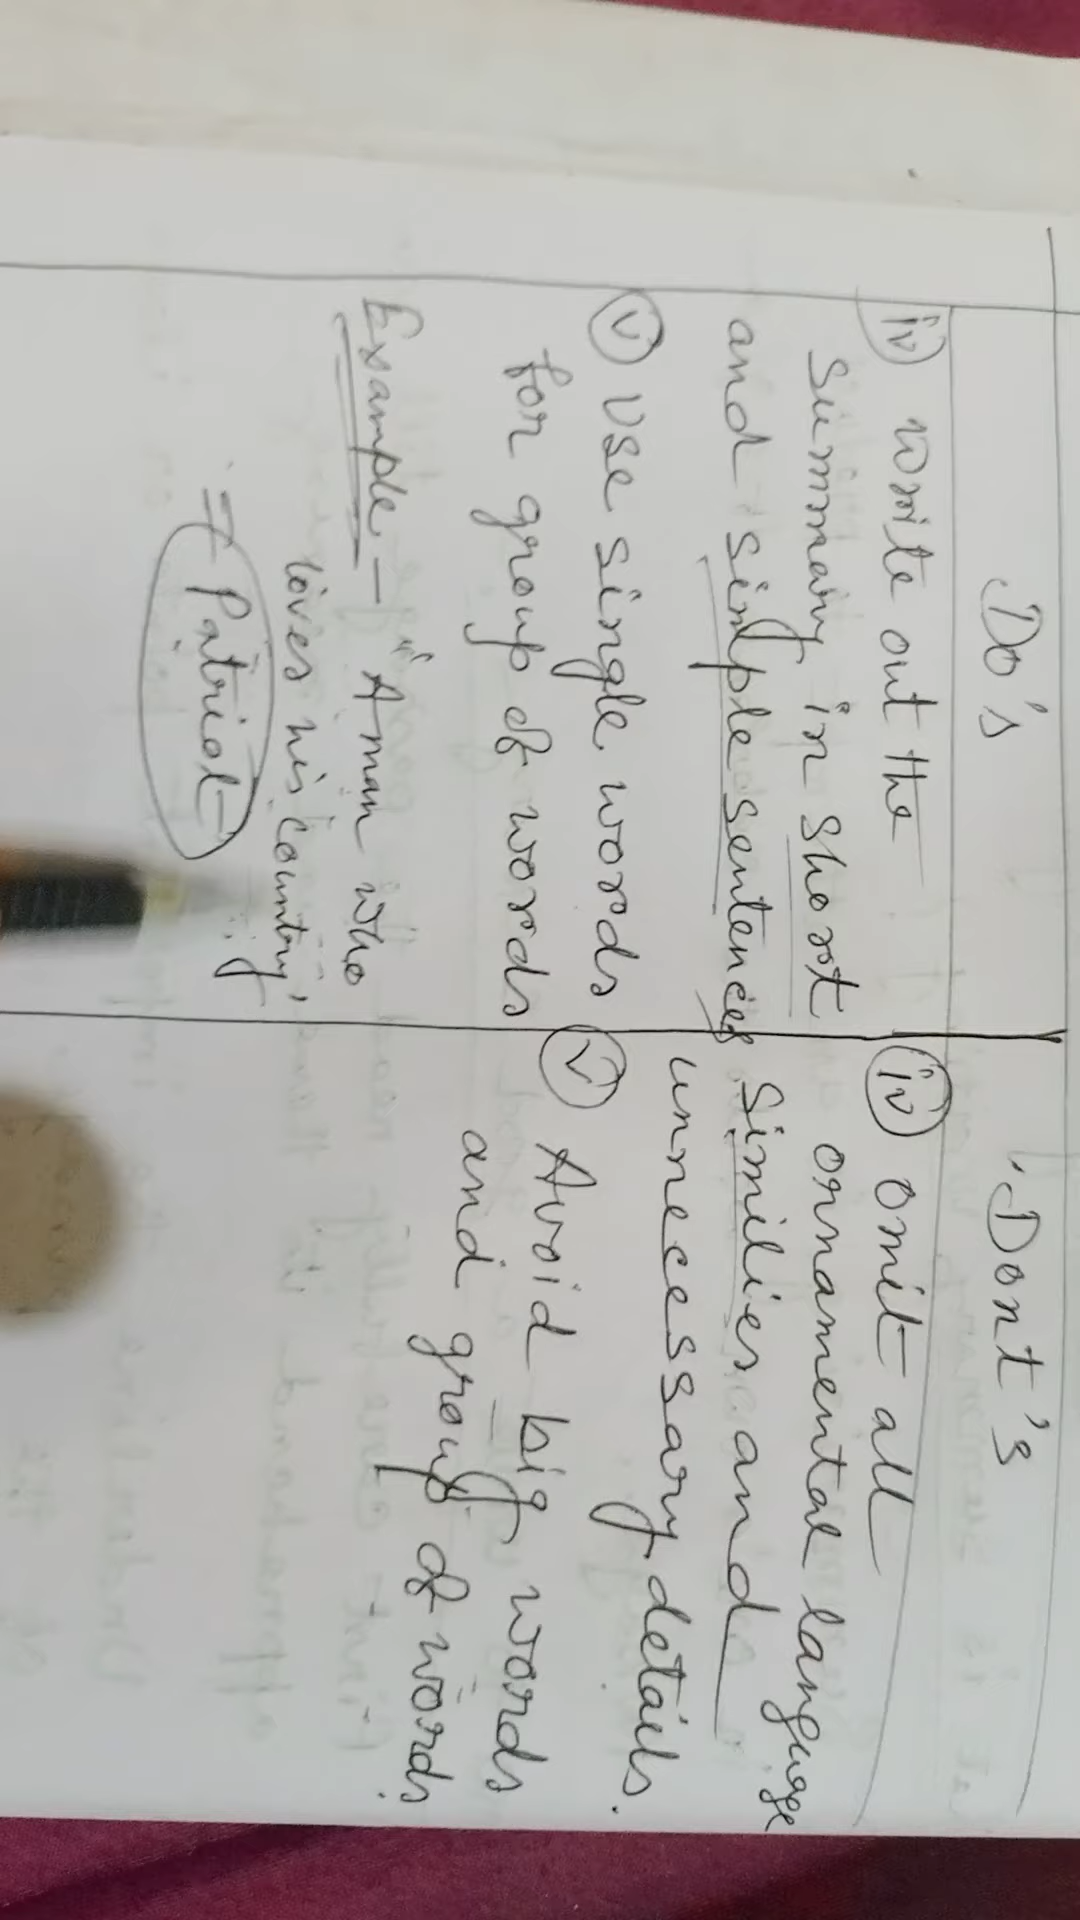 Do's
iv) write out the
summary in short
and simple sentences
v) Use single words
for group of words
Example - "A man who
loves his country"
⇒ Patriot
Dont's
iv) omit all
ornamental language
Similies and
unnecessary details.
v) Avoid big words
and group of words.